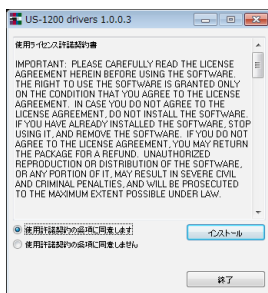 US-1200 drivers 1.0.0.3
使用ライセンス許諾契約書
IMPORTANT:  PLEASE CAREFULLY READ THE LICENSE
AGREEMENT HEREIN BEFORE USING THE SOFTWARE.
THE RIGHT TO USE THE SOFTWARE IS GRANTED ONLY
ON THE CONDITION THAT YOU AGREE TO THE LICENSE
AGREEMENT.  IN CASE YOU DO NOT AGREE TO THE
LICENSE AGREEMENT, DO NOT INSTALL THE SOFTWARE.
IF YOU HAVE ALREADY INSTALLED THE SOFTWARE, STOP
USING IT, AND REMOVE THE SOFTWARE.  IF YOU DO NOT
AGREE TO THE LICENSE AGREEMENT, YOU MAY RETURN
THE PACKAGE FOR A REFUND.  UNAUTHORIZED
REPRODUCTION OR DISTRIBUTION OF THE SOFTWARE,
OR ANY PORTION OF IT, MAY RESULT IN SEVERE CIVIL
AND CRIMINAL PENALTIES, AND WILL BE PROSECUTED
TO THE MAXIMUM EXTENT POSSIBLE UNDER LAW.
使用許諾契約の条項に同意します
インストール
使用許諾契約の条項に同意しません
終了